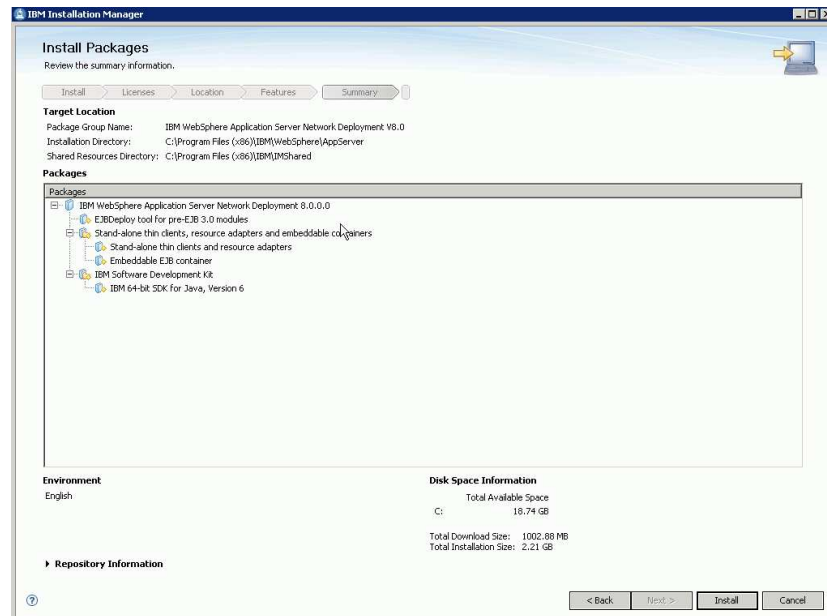 IBM Installation Manager
Install Packages
Review the summary information.
Install Licenses Location Features Summary
Target Location
Package Group Name: IBM WebSphere Application Server Network Deployment V8.0
Installation Directory: C:\Program Files (x86)\IBM\WebSphere\AppServer
Shared Resources Directory: C:\Program Files (x86)\IBM\IMShared
Packages
Packages
IBM WebSphere Application Server Network Deployment 8.0.0.0
EJBDeploy tool for pre-EJB 3.0 modules
Stand-alone thin clients, resource adapters and embeddable containers
Stand-alone thin clients and resource adapters
Embeddable EJB container
IBM Software Development Kit
IBM 64-bit SDK for Java, Version 6
Environment
English
Disk Space Information
Total Available Space
C: 18.74 GB
Total Download Size: 1002.88 MB
Total Installation Size: 2.21 GB
Repository Information
< Back Next > Install Cancel